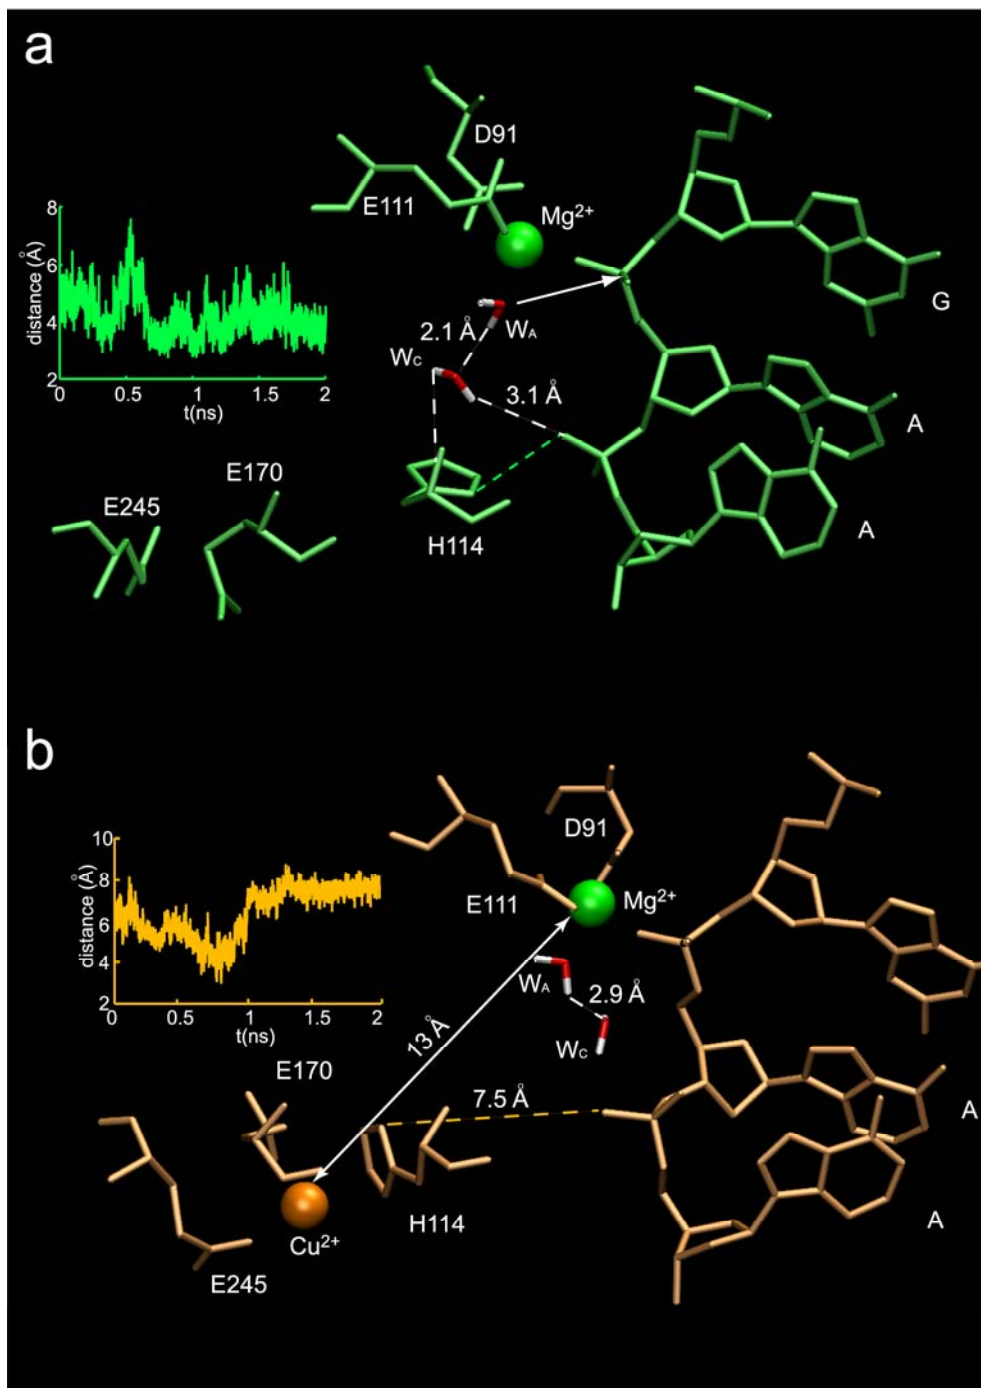 a
D91
E111
Mg²⁺
8
6
4
2
distance (Å)
0
0.5
1
1.5
2
t(ns)
G
2.1 Å
WA
WC
3.1 Å
A
E170
E245
H114
A
b
D91
E111
Mg²⁺
10
8
6
4
2
distance (Å)
0
0.5
1
1.5
2
t(ns)
WA
2.9 Å
WC
13 Å
E170
7.5 Å
A
H114
A
Cu²⁺
E245